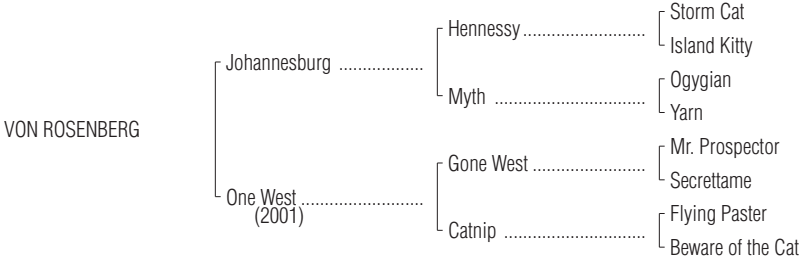 Storm Cat
Hennessy ..........................
Island Kitty
Johannesburg ..................
Ogygian
Myth ................................
Yarn
VON ROSENBERG
Mr. Prospector
Gone West ........................
Secrettame
One West ..........................
(2001)
Flying Paster
Catnip ..............................
Beware of the Cat